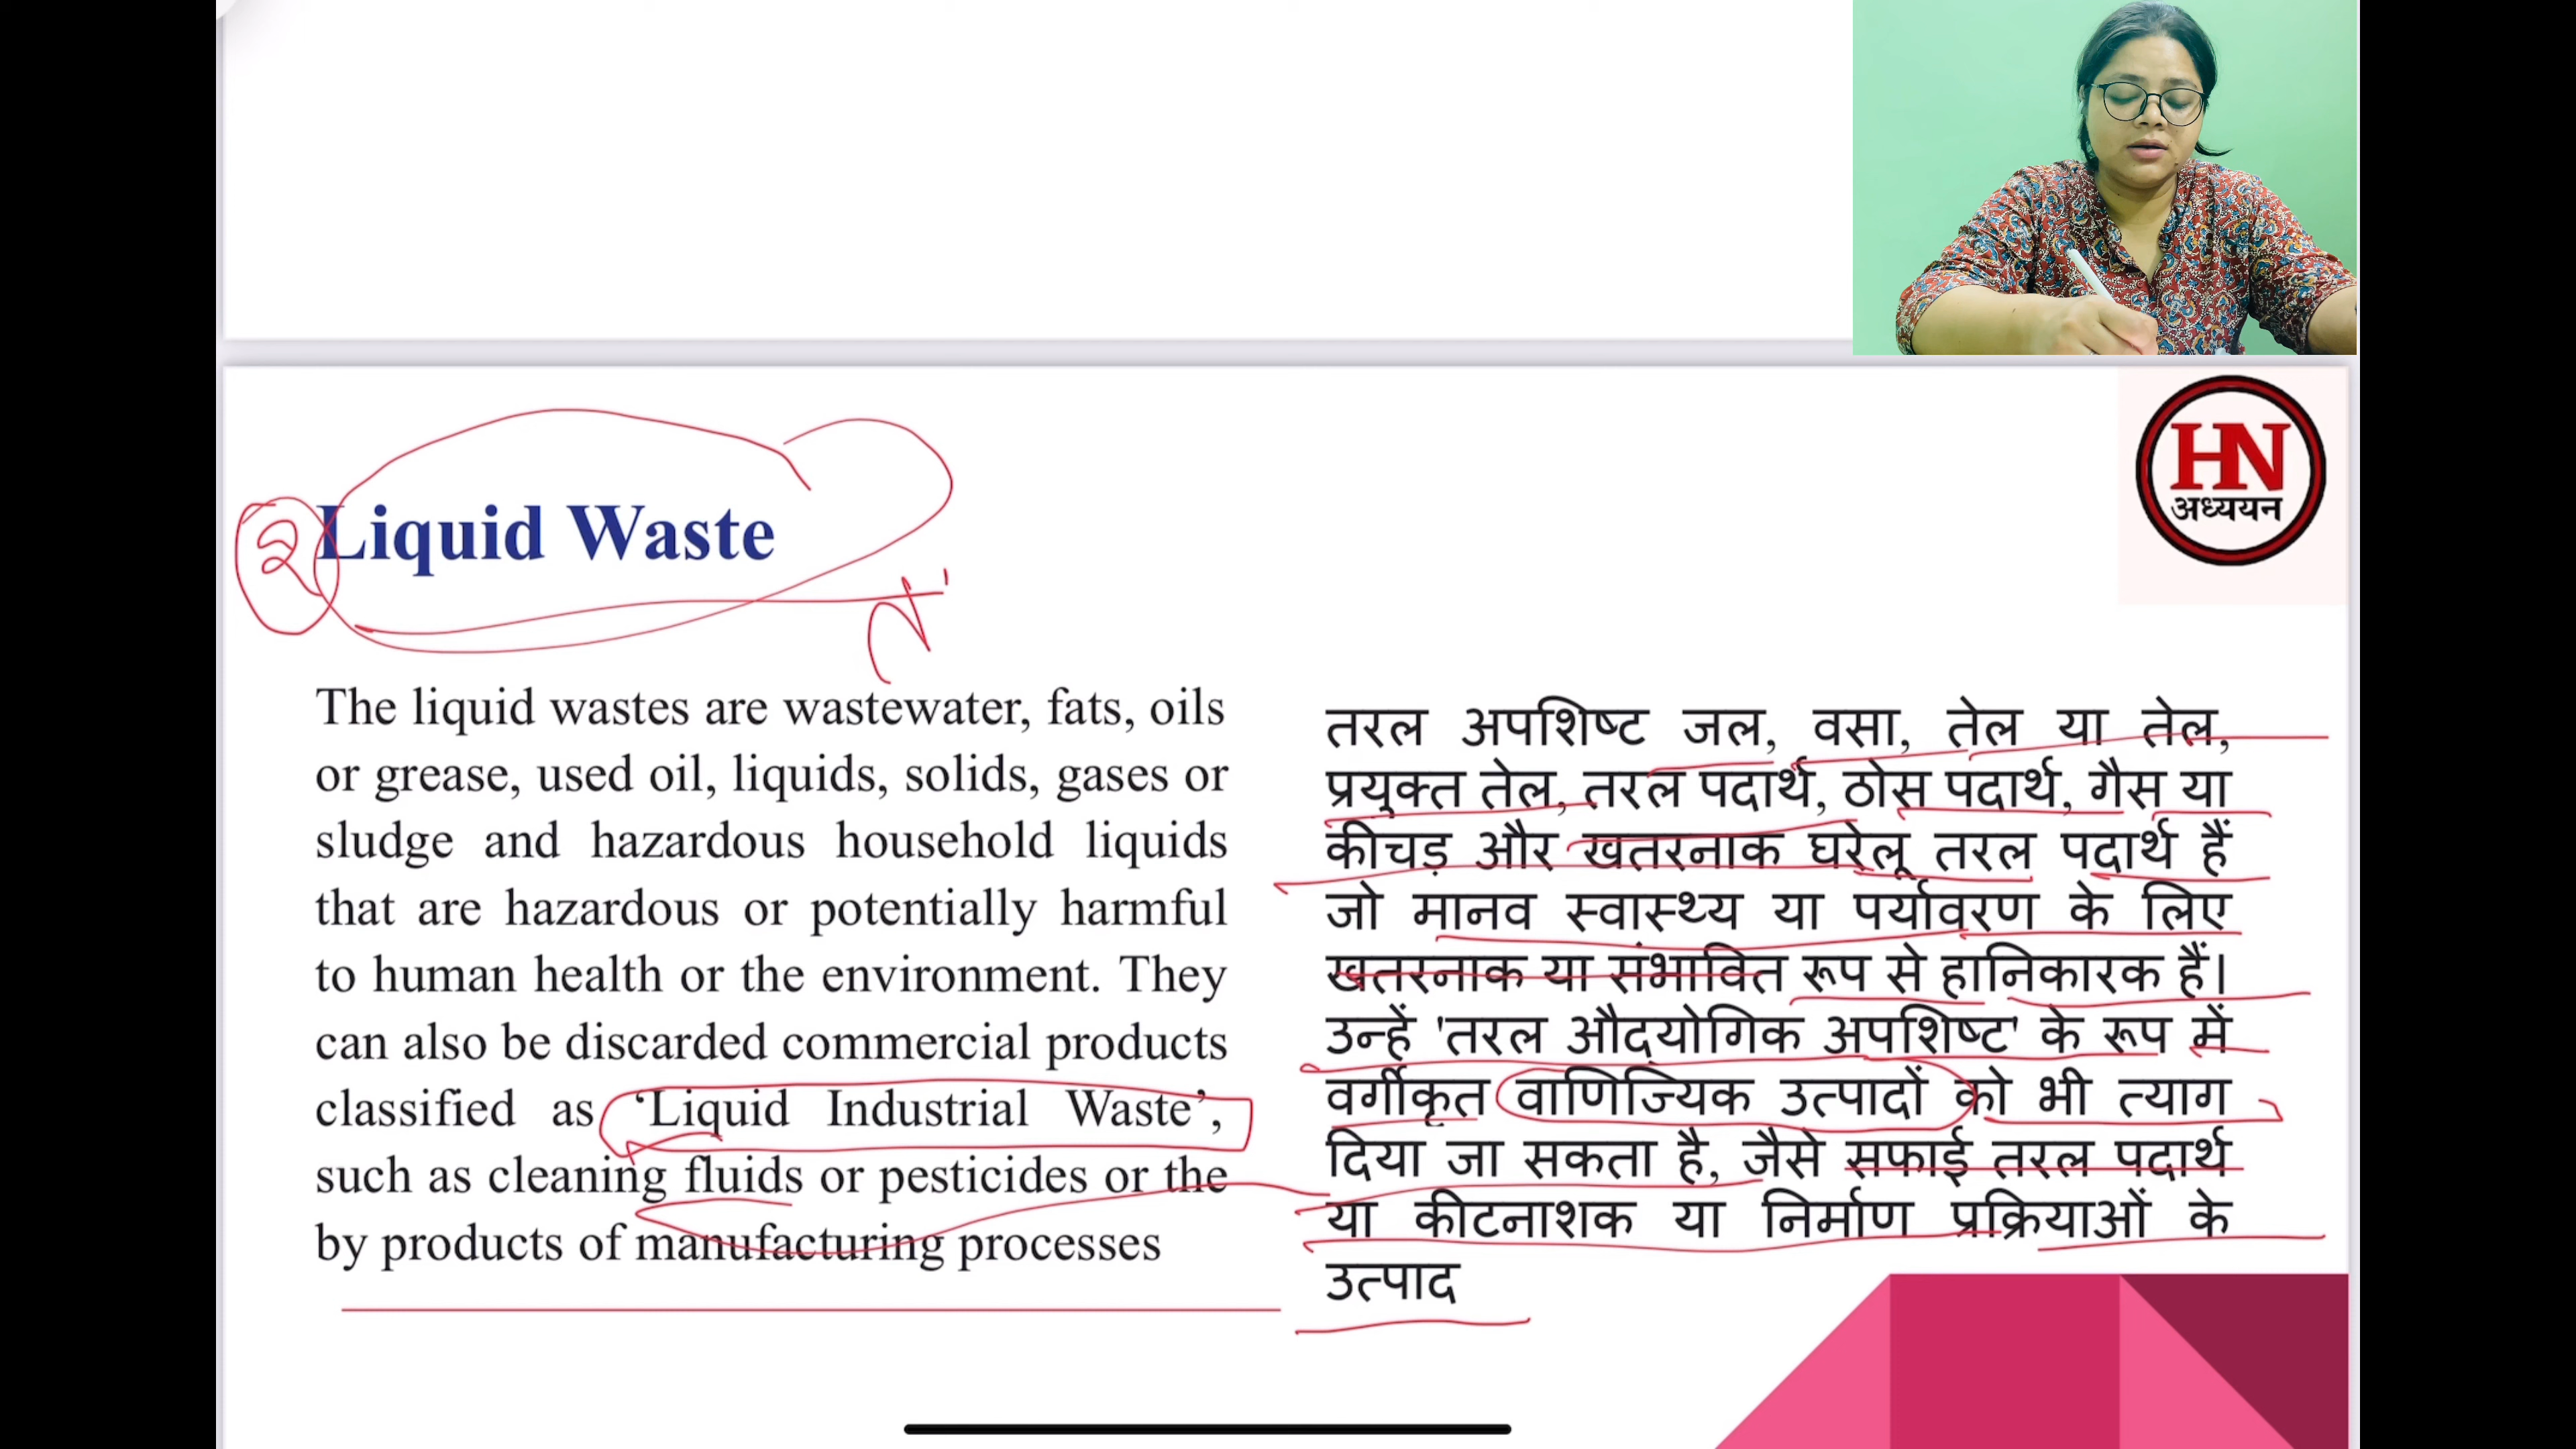 HN
अध्ययन
२ Liquid Waste
The liquid wastes are wastewater, fats, oils
or grease, used oil, liquids, solids, gases or
sludge and hazardous household liquids
that are hazardous or potentially harmful
to human health or the environment. They
can also be discarded commercial products
classified as ‘Liquid Industrial Waste’,
such as cleaning fluids or pesticides or the
by products of manufacturing processes
तरल अपशिष्ट जल, वसा, तेल या तेल,
प्रयुक्त तेल, तरल पदार्थ, ठोस पदार्थ, गैस या
कीचड़ और खतरनाक घरेलू तरल पदार्थ हैं
जो मानव स्वास्थ्य या पर्यावरण के लिए
खतरनाक या संभावित रूप से हानिकारक हैं।
उन्हें 'तरल औद्योगिक अपशिष्ट' के रूप में
वर्गीकृत वाणिज्यिक उत्पादों को भी त्याग
दिया जा सकता है, जैसे सफाई तरल पदार्थ
या कीटनाशक या निर्माण प्रक्रियाओं के
उत्पाद